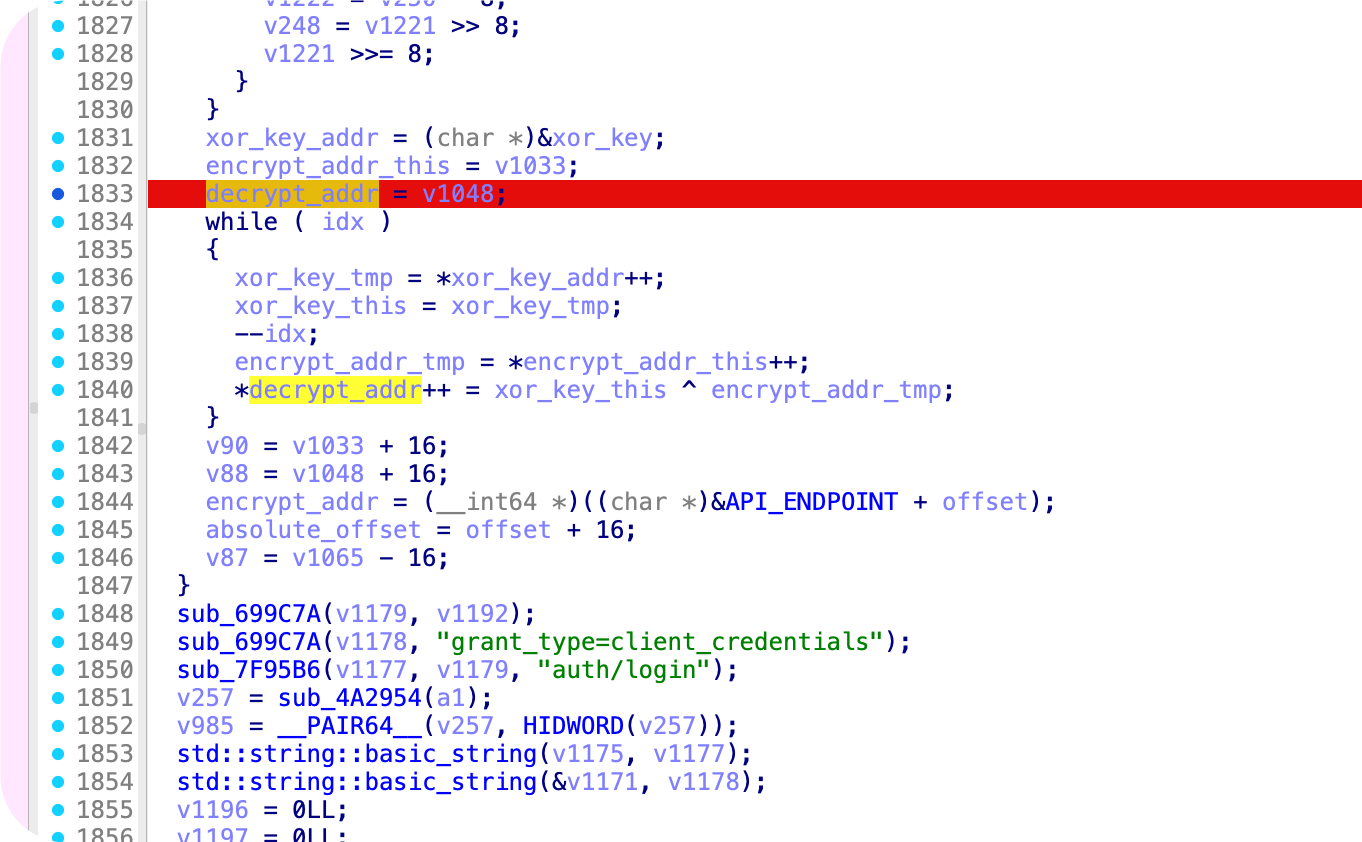 1826 v1222 = v250 - 8;
1827 v248 = v1221 >> 8;
1828 v1221 >>= 8;
1829 }
1830 }
1831 xor_key_addr = (char *)&xor_key;
1832 encrypt_addr_this = v1033;
1833 decrypt_addr = v1048;
1834 while ( idx )
1835 {
1836 xor_key_tmp = *xor_key_addr++;
1837 xor_key_this = xor_key_tmp;
1838 --idx;
1839 encrypt_addr_tmp = *encrypt_addr_this++;
1840 *decrypt_addr++ = xor_key_this ^ encrypt_addr_tmp;
1841 }
1842 v90 = v1033 + 16;
1843 v88 = v1048 + 16;
1844 encrypt_addr = (__int64 *)((char *)&API_ENDPOINT + offset);
1845 absolute_offset = offset + 16;
1846 v87 = v1065 - 16;
1847 }
1848 sub_699C7A(v1179, v1192);
1849 sub_699C7A(v1178, "grant_type=client_credentials");
1850 sub_7F95B6(v1177, v1179, "auth/login");
1851 v257 = sub_4A2954(a1);
1852 v985 = __PAIR64__(v257, HIDWORD(v257));
1853 std::string::basic_string(v1175, v1177);
1854 std::string::basic_string(&v1171, v1178);
1855 v1196 = 0LL;
1856 v1197 = 0LL;